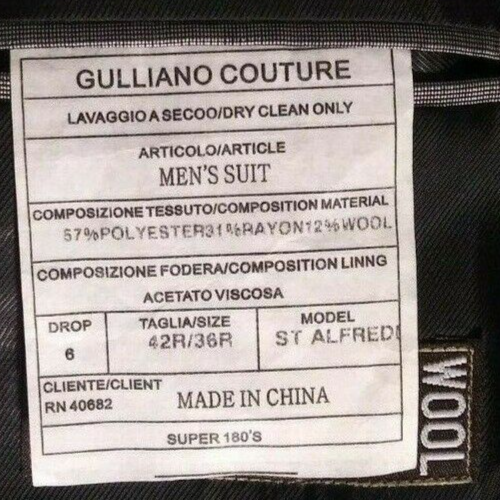 GULLIANO COUTURE
LAVAGGIO A SECOO/DRY CLEAN ONLY
ARTICOLO/ARTICLE
MEN'S SUIT
COMPOSIZIONE TESSUTO/COMPOSITION MATERIAL
57%POLYESTER31%RAYON12%WOOL
COMPOSIZIONE FODERA/COMPOSITION LINNG
ACETATO VISCOSA
DROP TAGLIA/SIZE MODEL
6 42R/36R ST ALFREDI
CLIENTE/CLIENT
RN 40682 MADE IN CHINA
SUPER 180'S
WOOL